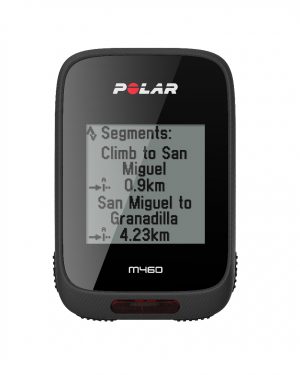 POLAR
Segments:
Climb to San
Miguel
0.9km
San Miguel to
Granadilla
4.23km
M460